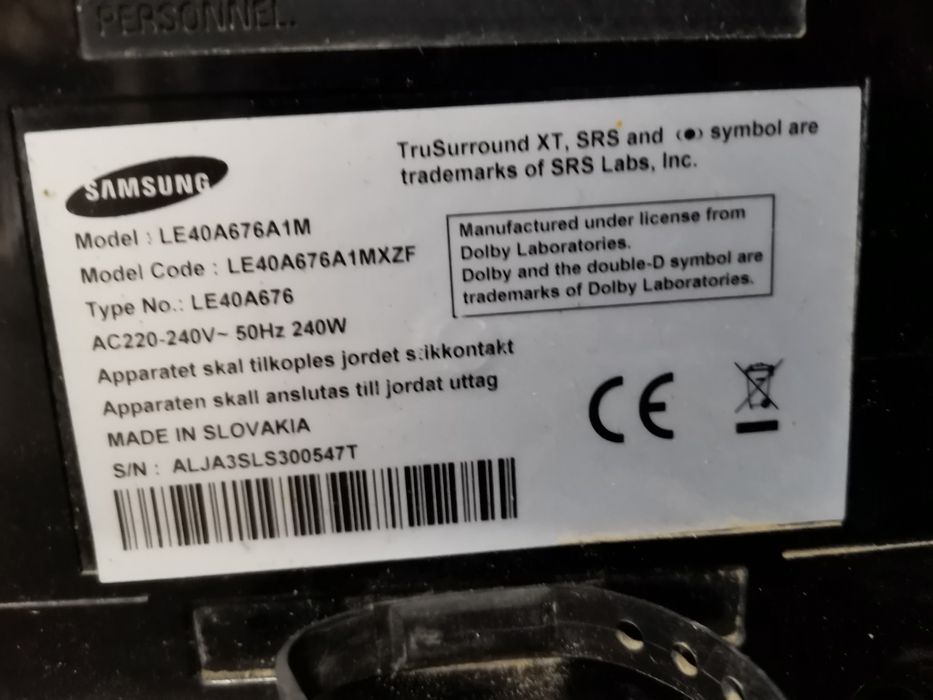 PERSONNEL.
SAMSUNG
TruSurround XT, SRS and (●) symbol are
trademarks of SRS Labs, Inc.
Model : LE40A676A1M
Model Code : LE40A676A1MXZF
Type No.: LE40A676
AC220-240V~ 50Hz 240W
Manufactured under license from
Dolby Laboratories.
Dolby and the double-D symbol are
trademarks of Dolby Laboratories.
Apparatet skal tilkoples jordet stikkontakt
Apparaten skall anslutas till jordat uttag
MADE IN SLOVAKIA
S/N : ALJA3SLS300547T
CE